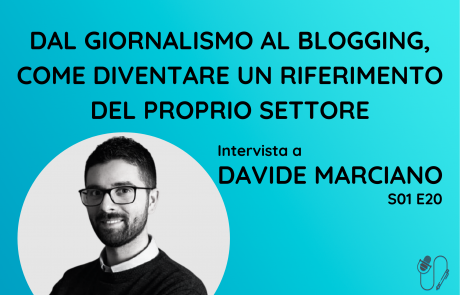 DAL GIORNALISMO AL BLOGGING,
COME DIVENTARE UN RIFERIMENTO
DEL PROPRIO SETTORE
Intervista a
DAVIDE MARCIANO
S01 E20